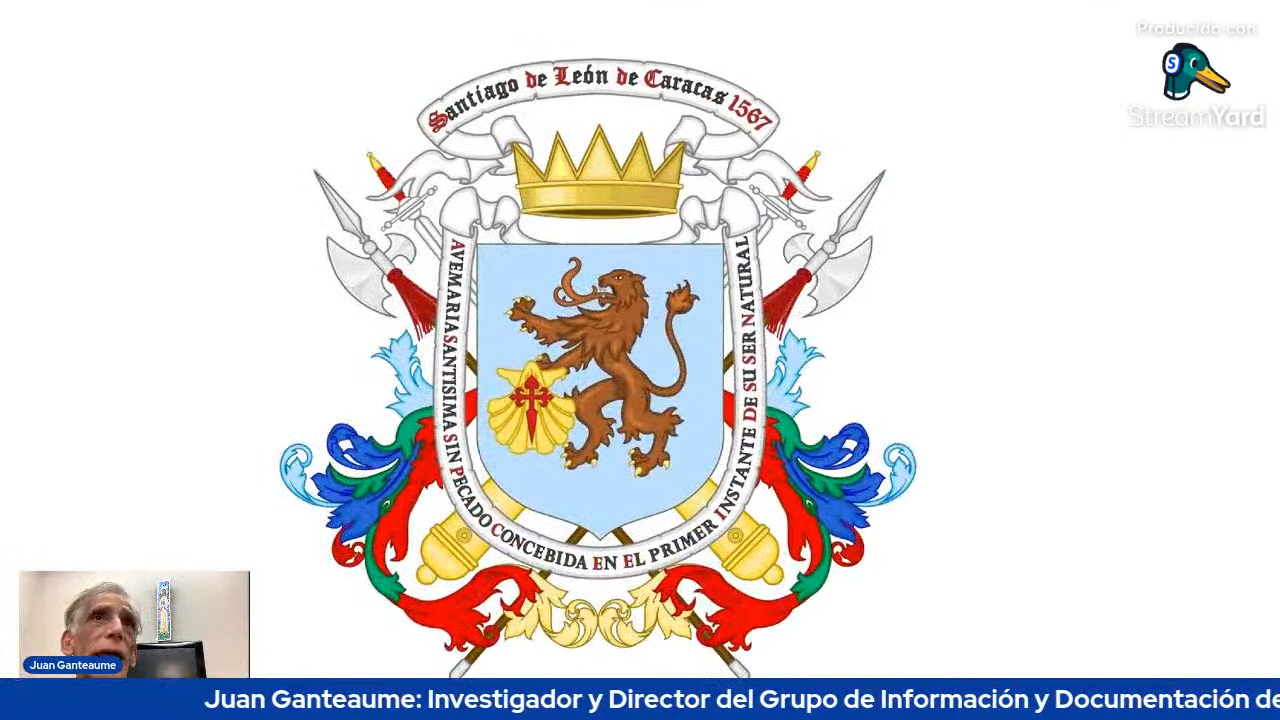 Producido con
StreamYard
Santiago de León de Caracas 1567
AVEMARIA SANTISIMA SIN PECADO CONCEBIDA EN EL PRIMER INSTANTE DE SU SER NATURAL
Juan Ganteaume
Juan Ganteaume: Investigador y Director del Grupo de Información y Documentación de